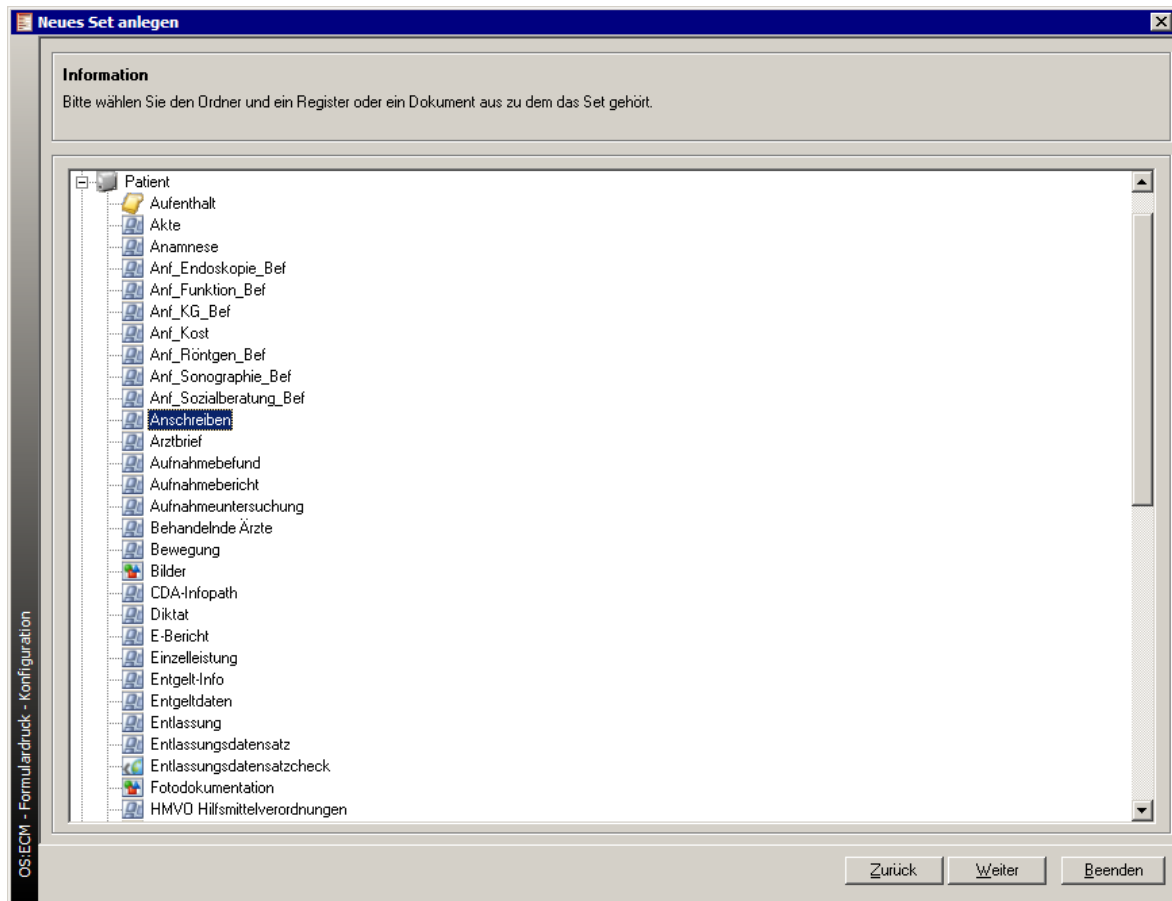 Neues Set anlegen
Information
Bitte wählen Sie den Ordner und ein Register oder ein Dokument aus zu dem das Set gehört.
Patient
Aufenthalt
Akte
Anamnese
Anf_Endoskopie_Bef
Anf_Funktion_Bef
Anf_KG_Bef
Anf_Kost
Anf_Röntgen_Bef
Anf_Sonographie_Bef
Anf_Sozialberatung_Bef
Anschreiben
Arztbrief
Aufnahmebefund
Aufnahmebericht
Aufnahmeuntersuchung
Behandelnde Ärzte
Bewegung
Bilder
CDA-Infopath
Diktat
E-Bericht
Einzelleistung
Entgelt-Info
Entgeltdaten
Entlassung
Entlassungsdatensatz
Entlassungsdatensatzcheck
Fotodokumentation
HMVO Hilfsmittelverordnungen
OS:ECM - Formulardruck - Konfiguration
Zurück Weiter Beenden